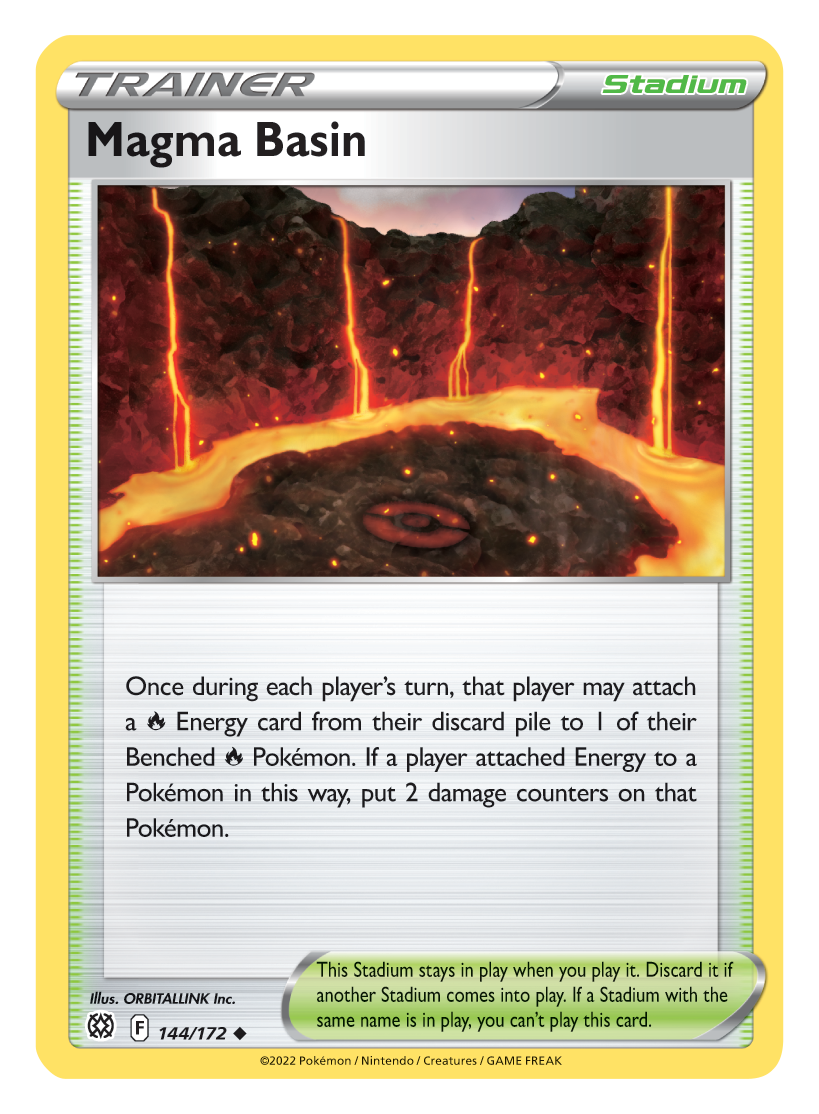 TRAINER
Stadium
Magma Basin
Once during each player's turn, that player may attach
a Energy card from their discard pile to 1 of their
Benched Pokémon. If a player attached Energy to a
Pokémon in this way, put 2 damage counters on that
Pokémon.
This Stadium stays in play when you play it. Discard it if
another Stadium comes into play. If a Stadium with the
same name is in play, you can't play this card.
Illus. ORBITALLINK Inc.
F 144/172
©2022 Pokémon / Nintendo / Creatures / GAME FREAK